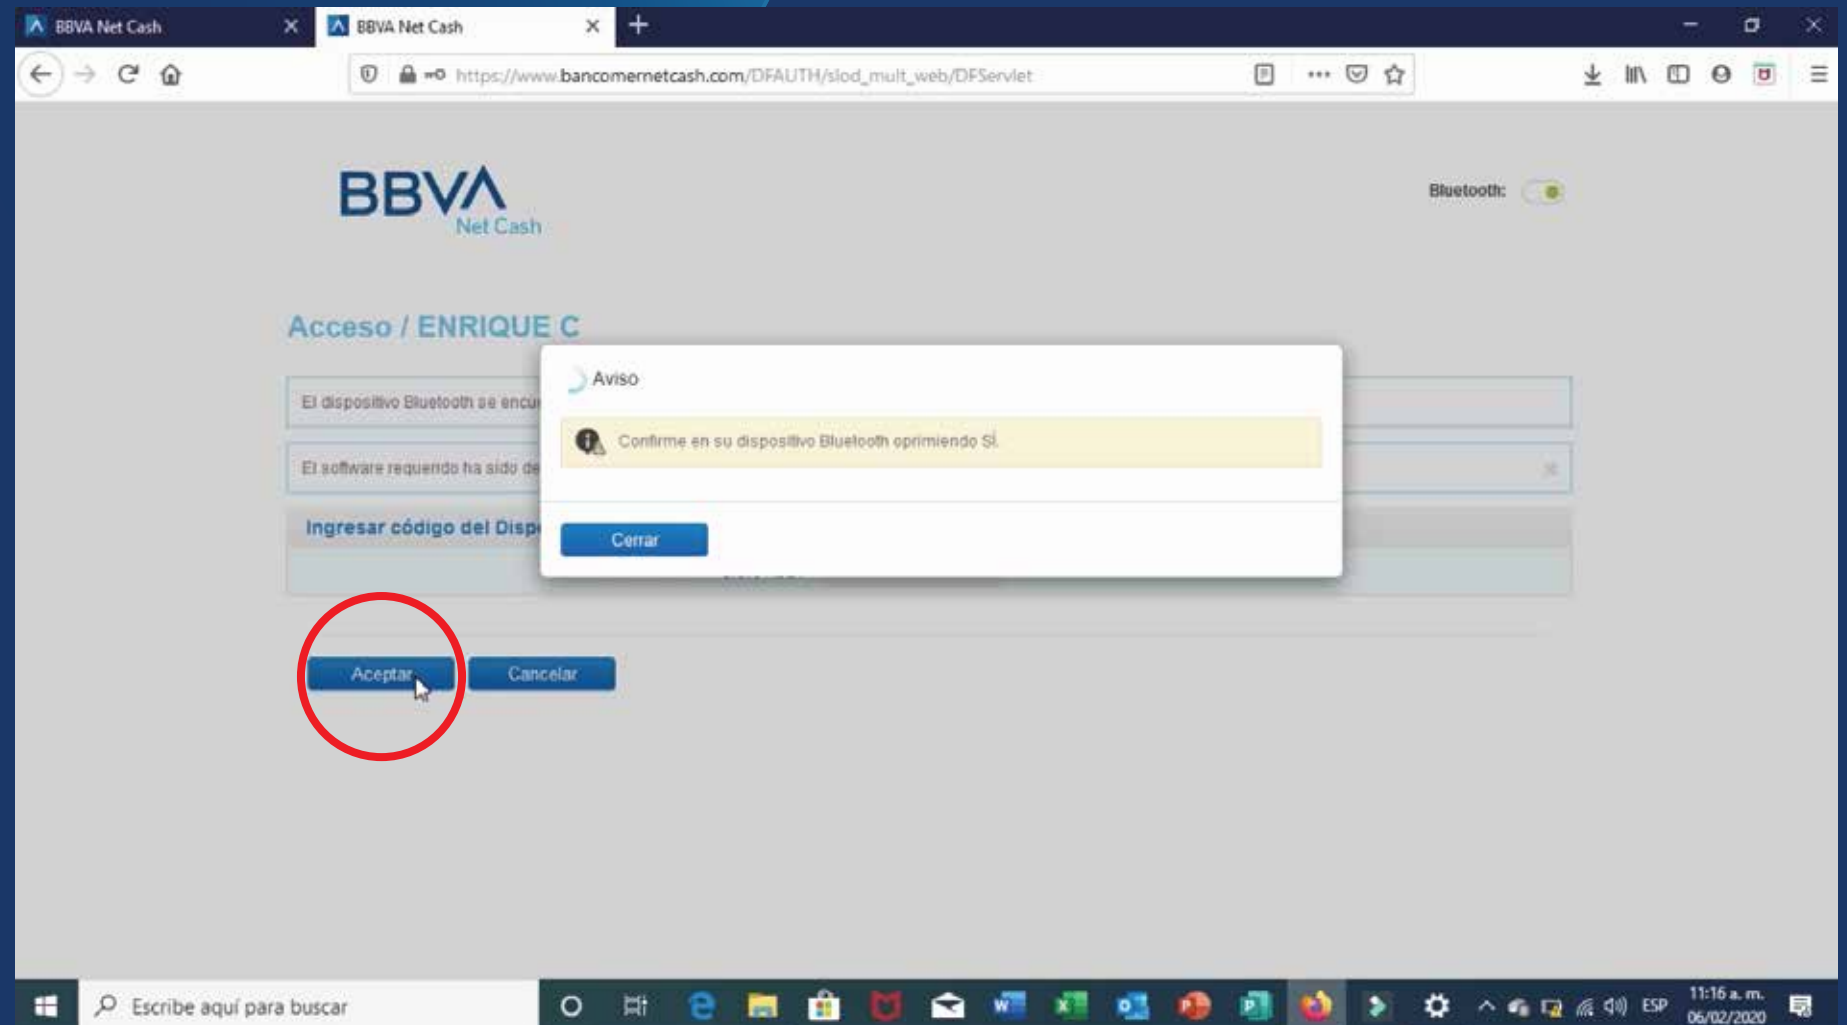 BBVA Net Cash
BBVA Net Cash
https://www.bancomernetcash.com/DFAUTH/slod_mult_web/DFServlet
BBVA
Net Cash
Bluetooth:
Acceso / ENRIQUE C
Aviso
El dispositivo Bluetooth se encu
Confirme en su dispositivo Bluetooth oprimiendo SÍ.
El software requerido ha sido de
Ingresar código del Disp
Cerrar
Aceptar
Cancelar
Escribe aquí para buscar
ESP
11:16 a. m.
06/02/2020